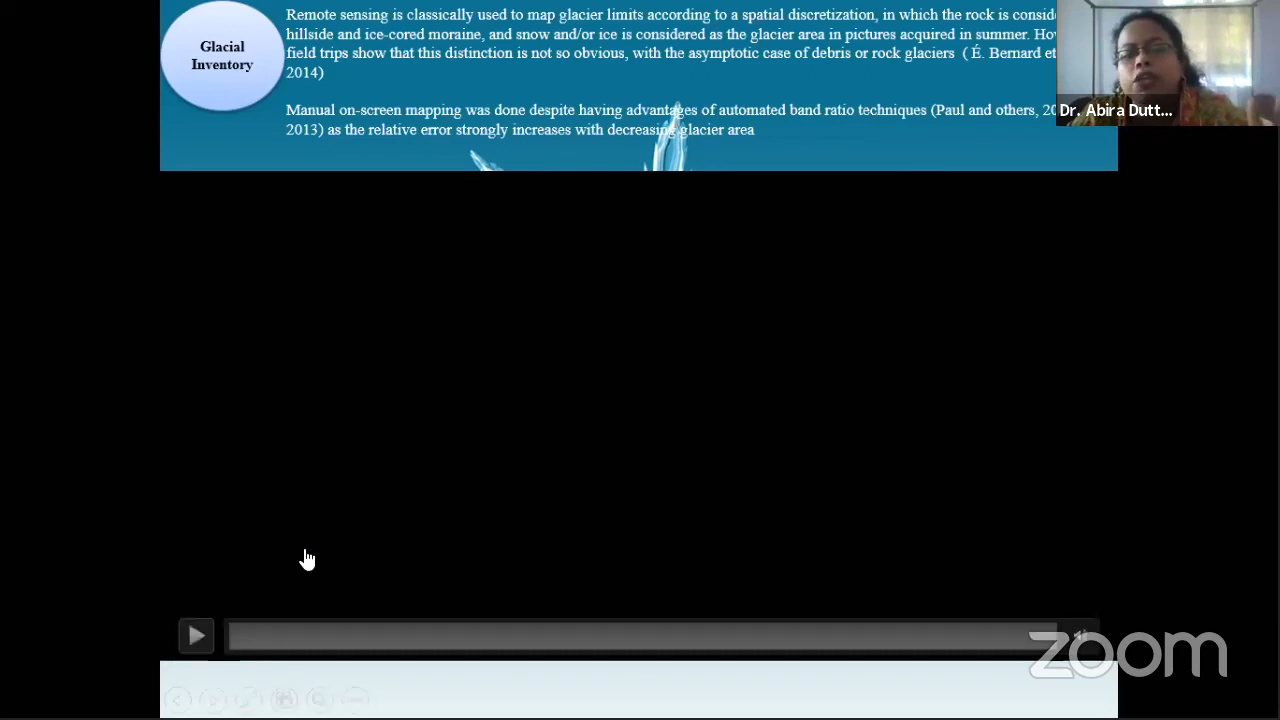 Glacial
Inventory
Remote sensing is classically used to map glacier limits according to a spatial discretization, in which the rock is
hillside and ice-cored moraine, and snow and/or ice is considered as the glacier area in pictures acquired in summer.
field trips show that this distinction is not so obvious, with the asymptotic case of debris or rock glaciers ( É. Bernard et
2014)
Manual on-screen mapping was done despite having advantages of automated band ratio techniques (Paul and others,
2013) as the relative error strongly increases with decreasing glacier area
Dr. Abira Dutt...
zoom